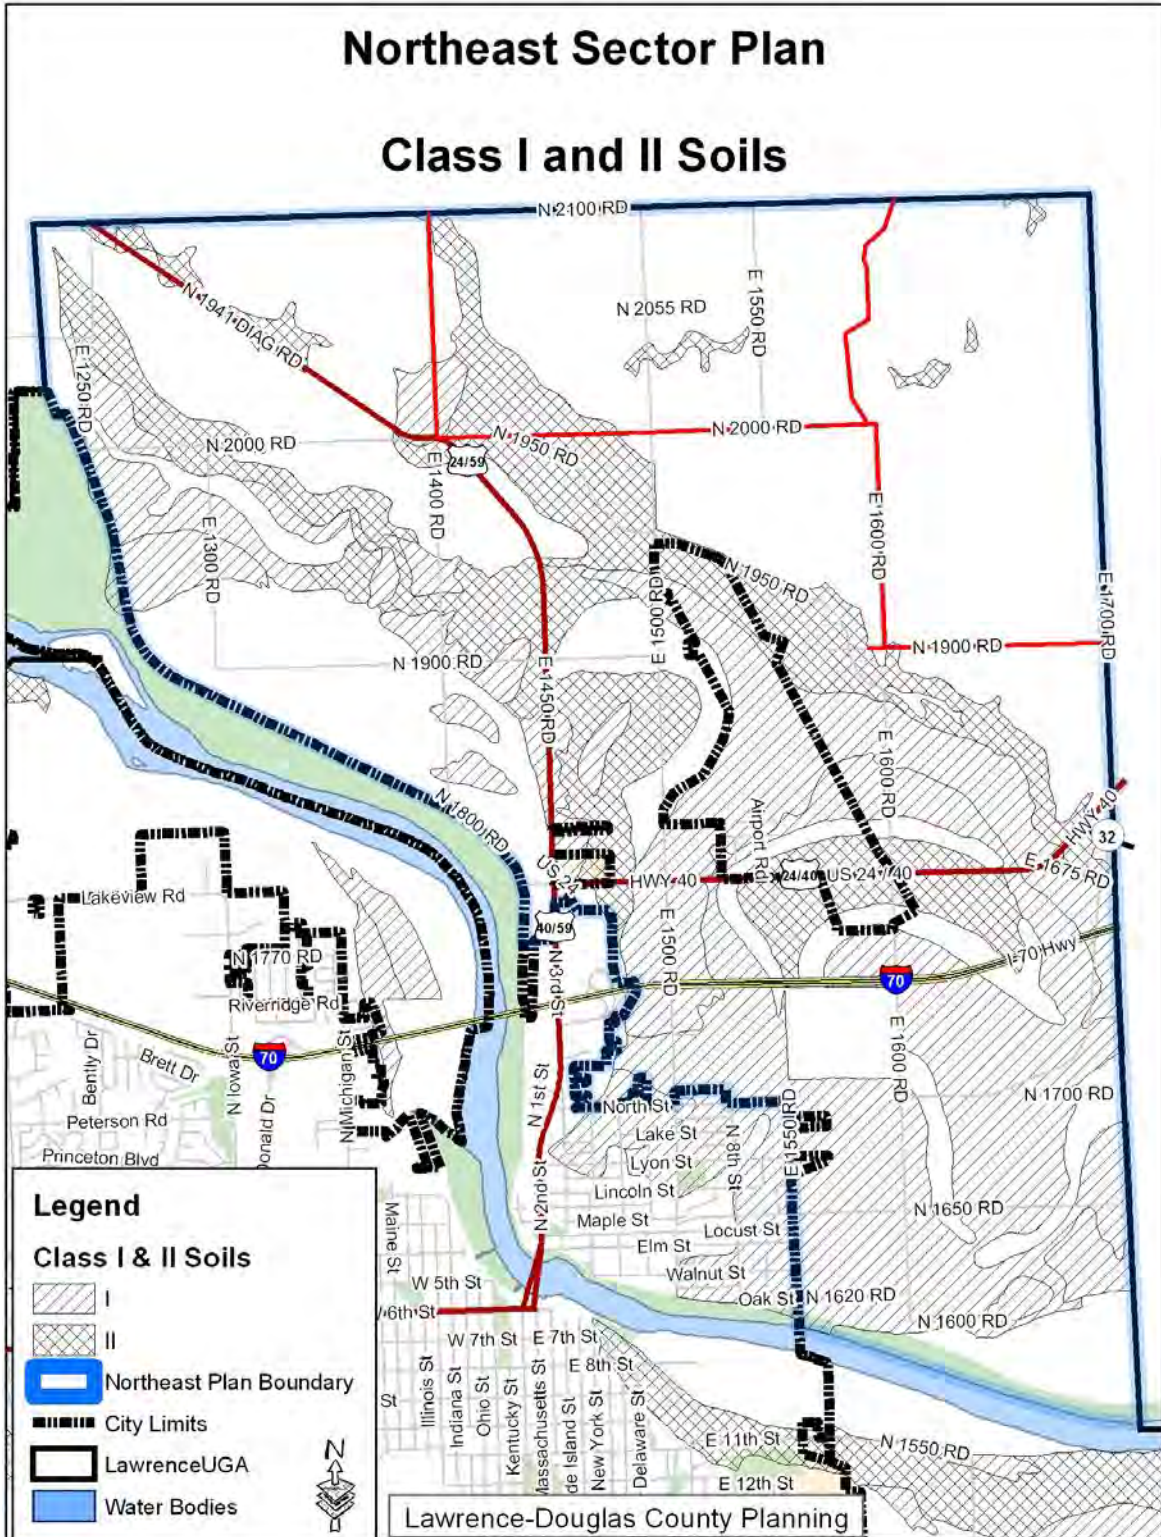 Northeast Sector Plan
Class I and II Soils
N 2100 RD
N 1941 DIAG RD
N 2055 RD
E 1550 RD
E 1250 RD
N 2000 RD
N 1950 RD
N 2000 RD
24/59
E 1400 RD
E 1300 RD
E 1600 RD
N 1950 RD
E 1500 RD
E 1700 RD
N 1900 RD
N 1900 RD
E 1450 RD
E 1600 RD
N 1800 RD
Airport Rd
HWY 40
32
US 24
HWY 40
24/40
US 24 / 40
E 1675 RD
Lakeview Rd
40/59
E 1500 RD
N 1770 RD
N 3rd St
I-70 Hwy
70
Riverridge Rd
Bently Dr
Brett Dr
N Iowa St
70
N Michigan St
E 1600 RD
N 1st St
N 1700 RD
Peterson Rd
North St
Lake St
N 8th St
E 1550 RD
Princeton Blvd
Lyon St
Lincoln St
N 2nd St
Maple St
Locust St
N 1650 RD
Elm St
Walnut St
Maine St
W 5th St
Oak St
N 1620 RD
6th St
N 1600 RD
W 7th St
E 7th St
E 8th St
St
Illinois St
Indiana St
Ohio St
Kentucky St
Massachusetts St
de Island St
New York St
Delaware St
E 11th St
N 1550 RD
E 12th St
Legend
Class I & II Soils
I
II
Northeast Plan Boundary
City Limits
LawrenceUGA
Water Bodies
N
Lawrence-Douglas County Planning